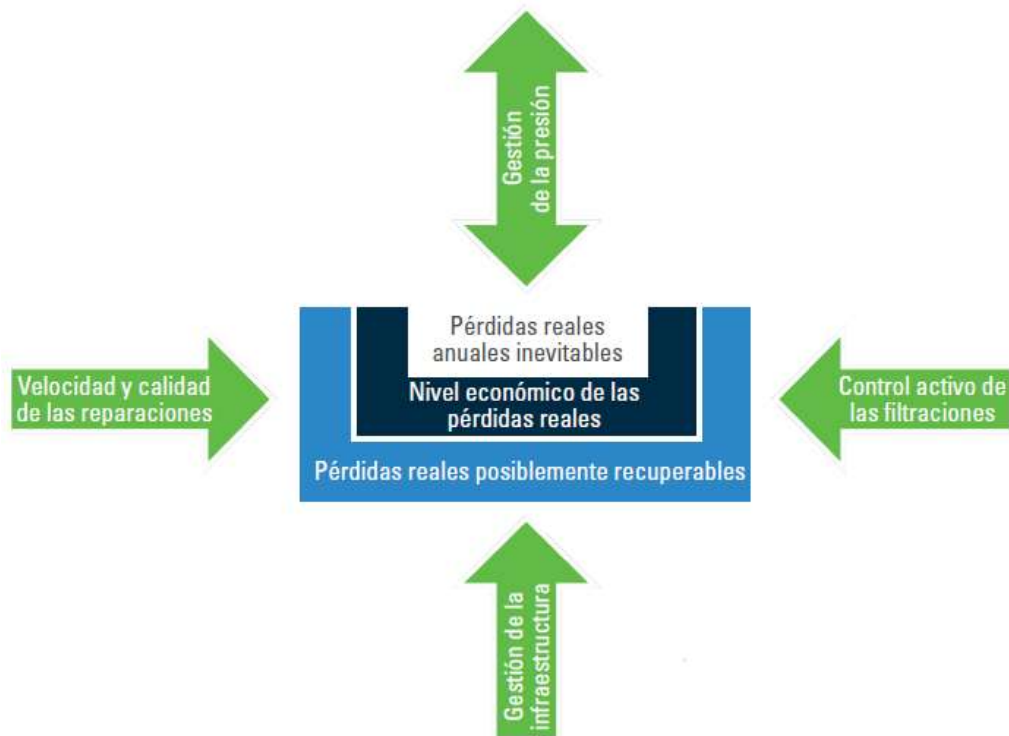 Gestión
de la presión
Pérdidas reales
anuales inevitables
Velocidad y calidad
de las reparaciones
Nivel económico de las
pérdidas reales
Control activo de
las filtraciones
Pérdidas reales posiblemente recuperables
Gestión de la
infraestructura